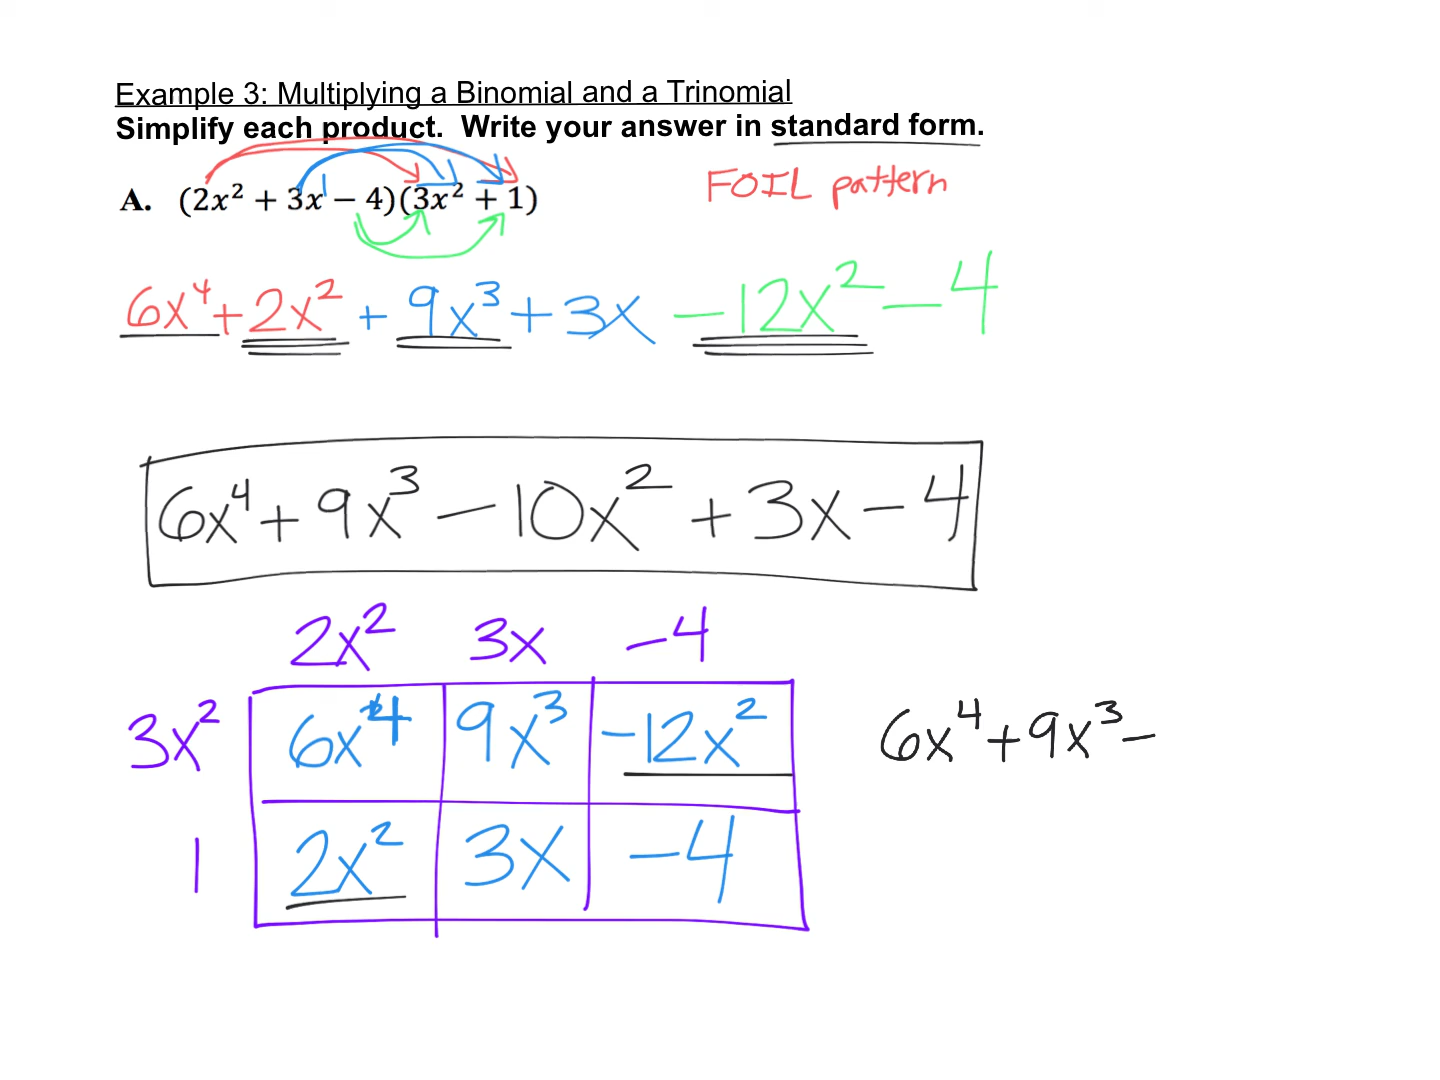 Example 3: Multiplying a Binomial and a Trinomial
Simplify each product.  Write your answer in standard form.
A. (2x² + 3x¹ − 4)(3x² + 1)
FOIL pattern
6x⁴ + 2x² + 9x³ + 3x − 12x² − 4
6x⁴ + 9x³ − 10x² + 3x − 4
2x² 3x −4
3x² 6x⁴ 9x³ −12x² 6x⁴ + 9x³ −
1 2x² 3x −4